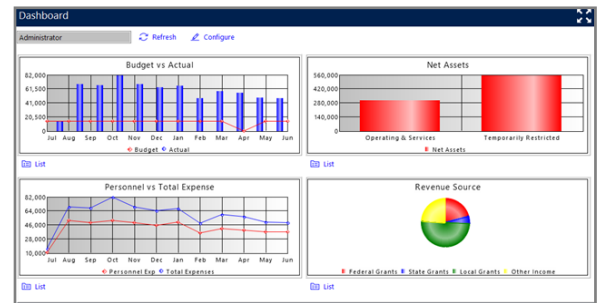 Dashboard
Administrator Refresh Configure
Budget vs Actual
82,000
61,500
41,000
20,500
0
Jul Aug Sep Oct Nov Dec Jan Feb Mar Apr May Jun
Budget Actual
List
Net Assets
560,000
420,000
280,000
140,000
0
Operating & Services Temporarily Restricted
Net Assets
List
Personnel vs Total Expense
82,000
64,000
46,000
28,000
10,000
Jul Aug Sep Oct Nov Dec Jan Feb Mar Apr May Jun
Personnel Exp Total Expenses
List
Revenue Source
Federal Grants State Grants Local Grants Other Income
List